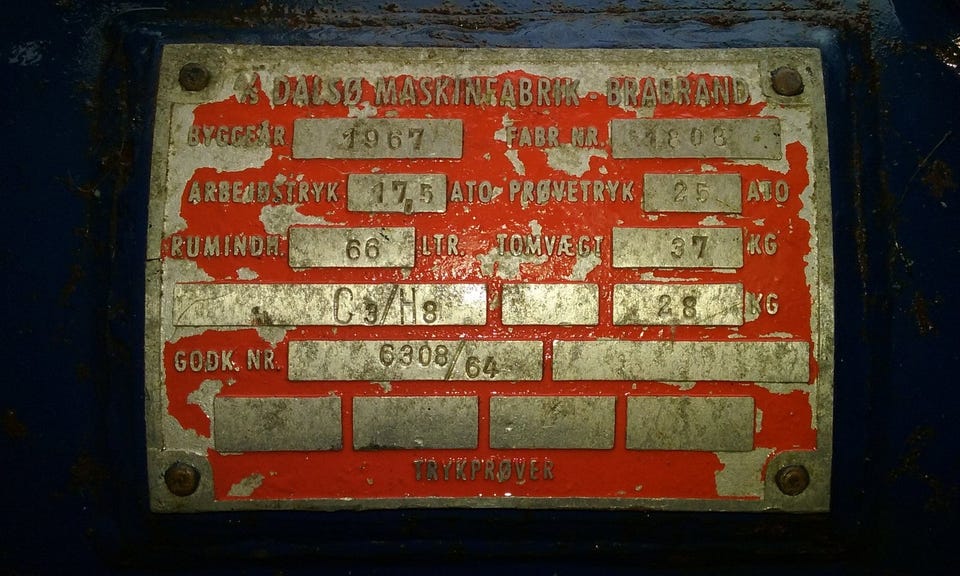 A/S DALSØ MASKINFABRIK - BRABRAND
BYGGEÅR 1967 FABR. NR. 1808
ARBEJDSTRYK 17,5 ATO PRØVETRYK 25 ATO
RUMINDH. 66 LTR. TOMVÆGT 37 KG
C3/H8 28 KG
GODK. NR. 6308/64
TRYKPRØVER